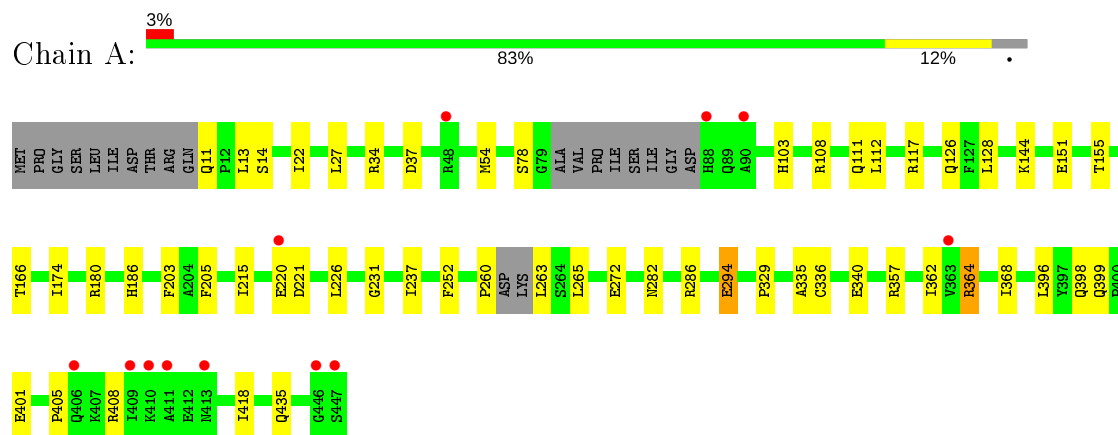 3%
Chain A:
83%
12%
•
MET PRO GLY SER LEU ILE ASP THR ARG GLN Q11 P12 L13 S14 I22 L27 R34 D37 R48 M54 S78 G79 ALA VAL PRO ILE SER ILE GLY ASP H88 Q89 A90 H103 R108 Q111 L112 R117 Q126 F127 L128 K144 E151 T155
T166 I174 R180 H186 F203 A204 F205 I215 E220 D221 L226 G231 I237 F252 P260 ASP LYS L263 S264 L265 E272 N282 R286 E294 P329 A335 C336 E340 R357 I362 V363 R364 I368 L396 Y397 Q398 Q399
E401 P405 Q406 K407 R408 I409 K410 A411 E412 N413 I418 Q435 G446 S447